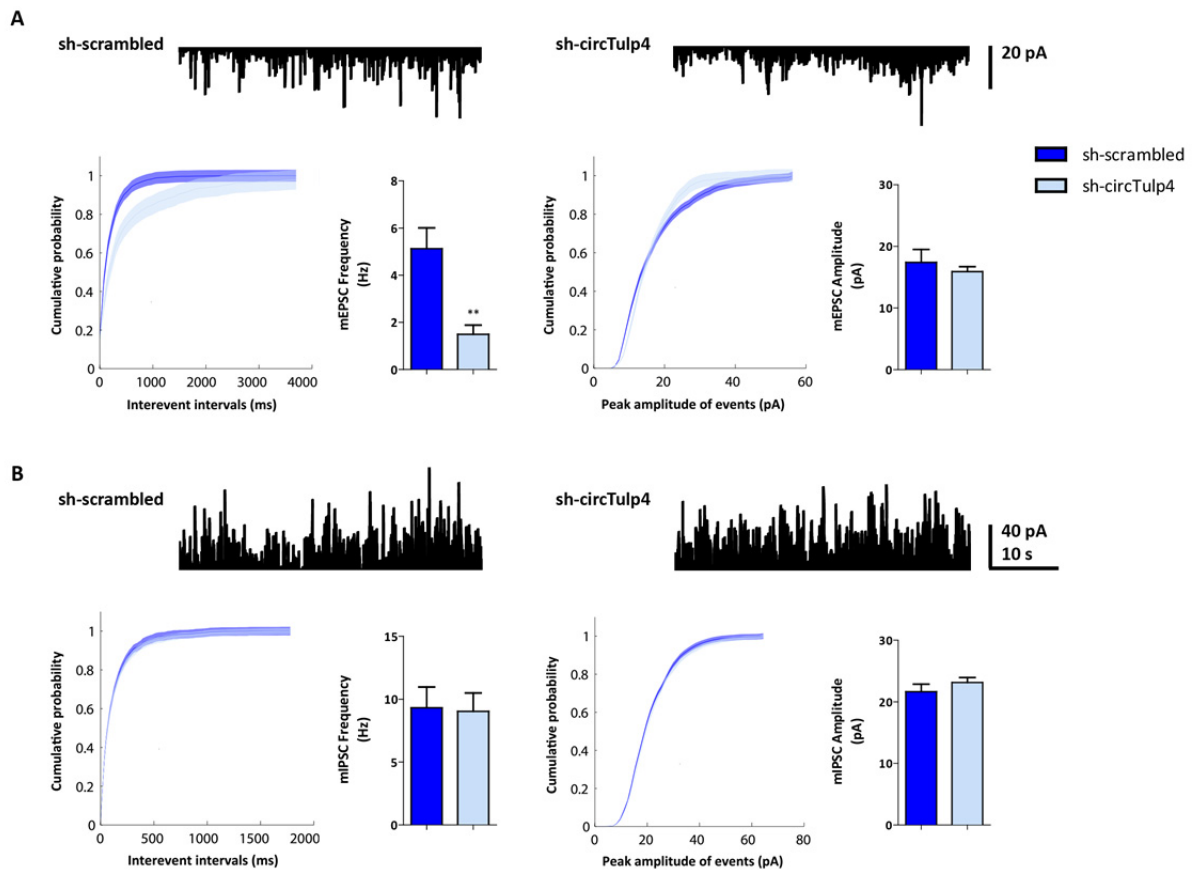 A
sh-scrambled
sh-circTulp4
20 pA
sh-scrambled
sh-circTulp4
Cumulative probability
1
0.8
0.6
0.4
0.2
0
0
1000
2000
3000
4000
Interevent intervals (ms)
mEPSC Frequency
(Hz)
8
6
4
2
0
**
Cumulative probability
1
0.8
0.6
0.4
0.2
0
0
20
40
60
Peak amplitude of events (pA)
mEPSC Amplitude
(pA)
30
20
10
0
B
sh-scrambled
sh-circTulp4
40 pA
10 s
Cumulative probability
1
0.8
0.6
0.4
0.2
0
0
500
1000
1500
2000
Interevent intervals (ms)
mIPSC Frequency
(Hz)
15
10
5
0
Cumulative probability
1
0.8
0.6
0.4
0.2
0
0
20
40
60
80
Peak amplitude of events (pA)
mIPSC Amplitude
(pA)
30
20
10
0